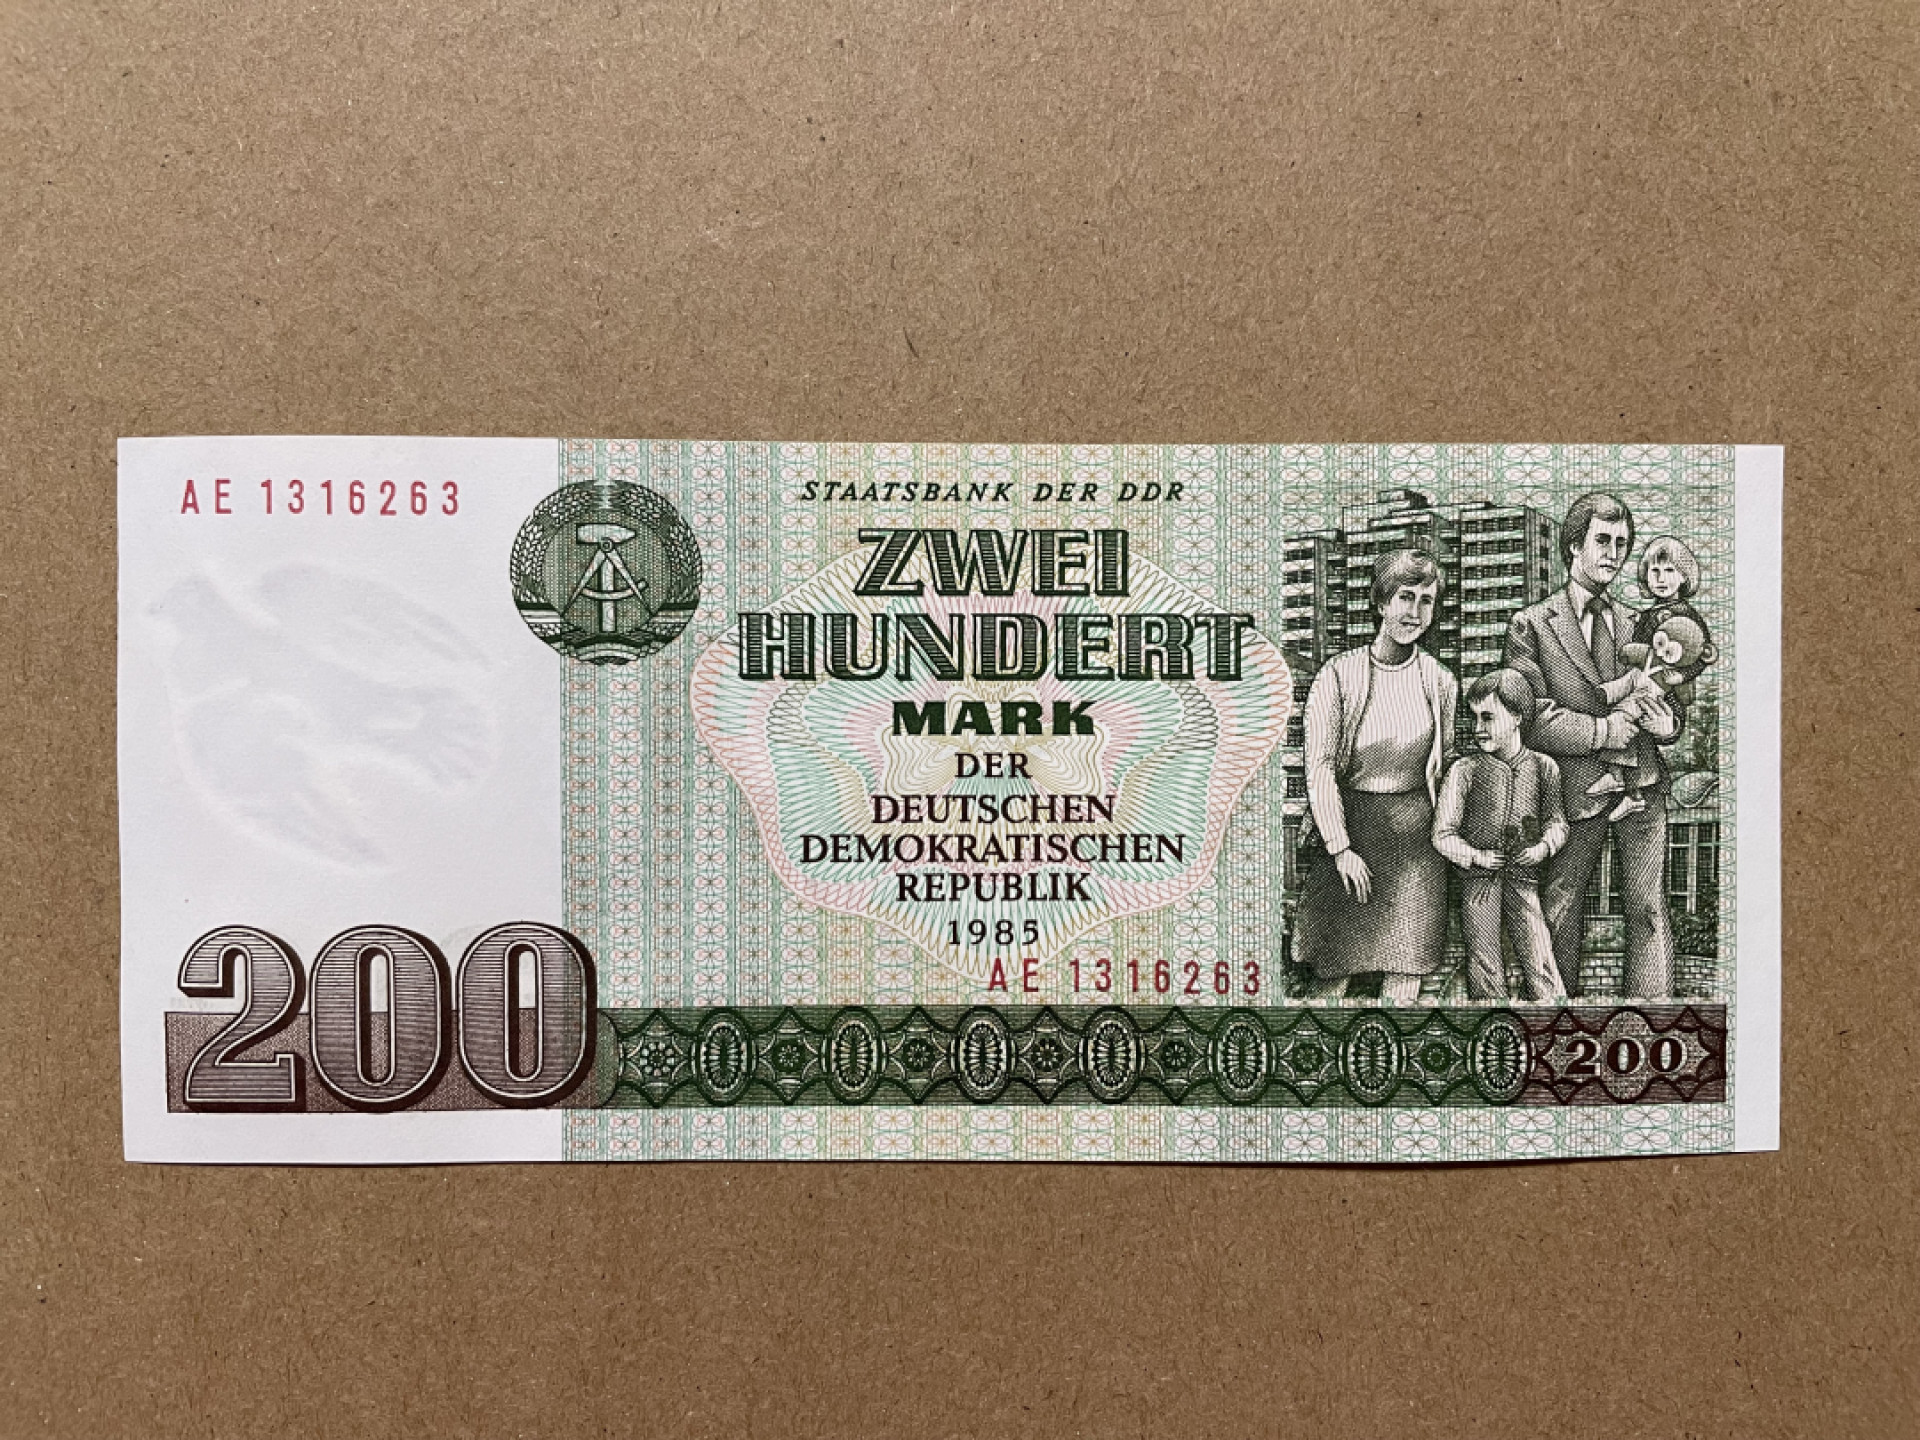 AE 1316263
STAATSBANK DER DDR
ZWEI
HUNDERT
MARK
DER
DEUTSCHEN
DEMOKRATISCHEN
REPUBLIK
1985
AE 1316263
200
200